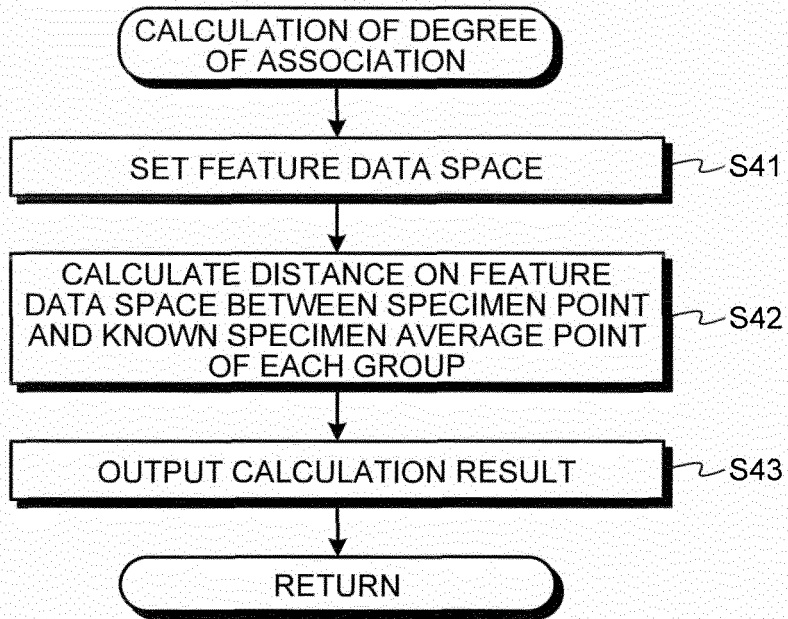 CALCULATION OF DEGREE
OF ASSOCIATION
SET FEATURE DATA SPACE
S41
CALCULATE DISTANCE ON FEATURE
DATA SPACE BETWEEN SPECIMEN POINT
AND KNOWN SPECIMEN AVERAGE POINT
OF EACH GROUP
S42
OUTPUT CALCULATION RESULT
S43
RETURN